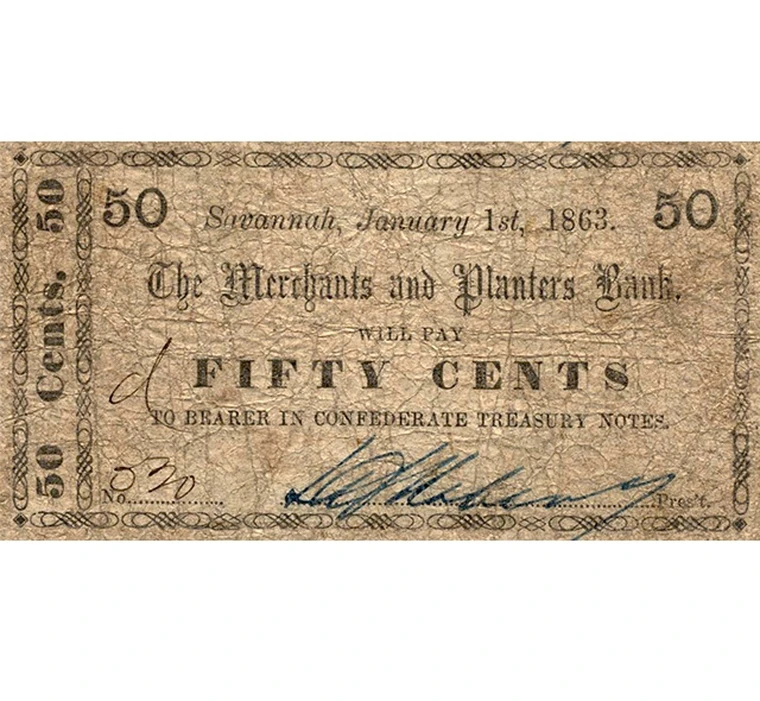 50 Cents. 50
50 Savannah, January 1st, 1863. 50
The Merchants and Planters Bank.
WILL PAY
d FIFTY CENTS
TO BEARER IN CONFEDERATE TREASURY NOTES.
No. 530
Pres't.